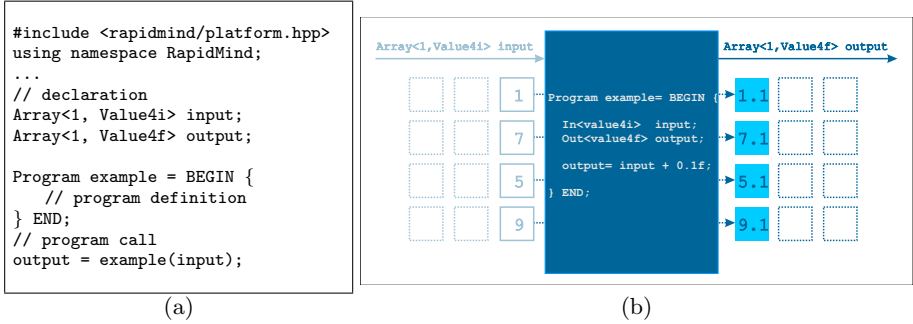 #include <rapidmind/platform.hpp>
using namespace RapidMind;
...
// declaration
Array<1, Value4i> input;
Array<1, Value4f> output;
Program example = BEGIN {
// program definition
} END;
// program call
output = example(input);
(a)
Array<1,Value4i> input
Array<1,Value4f> output
1
7
5
9
Program example= BEGIN {
In<value4i> input;
Out<value4f> output;
output= input + 0.1f;
} END;
1.1
7.1
5.1
9.1
(b)